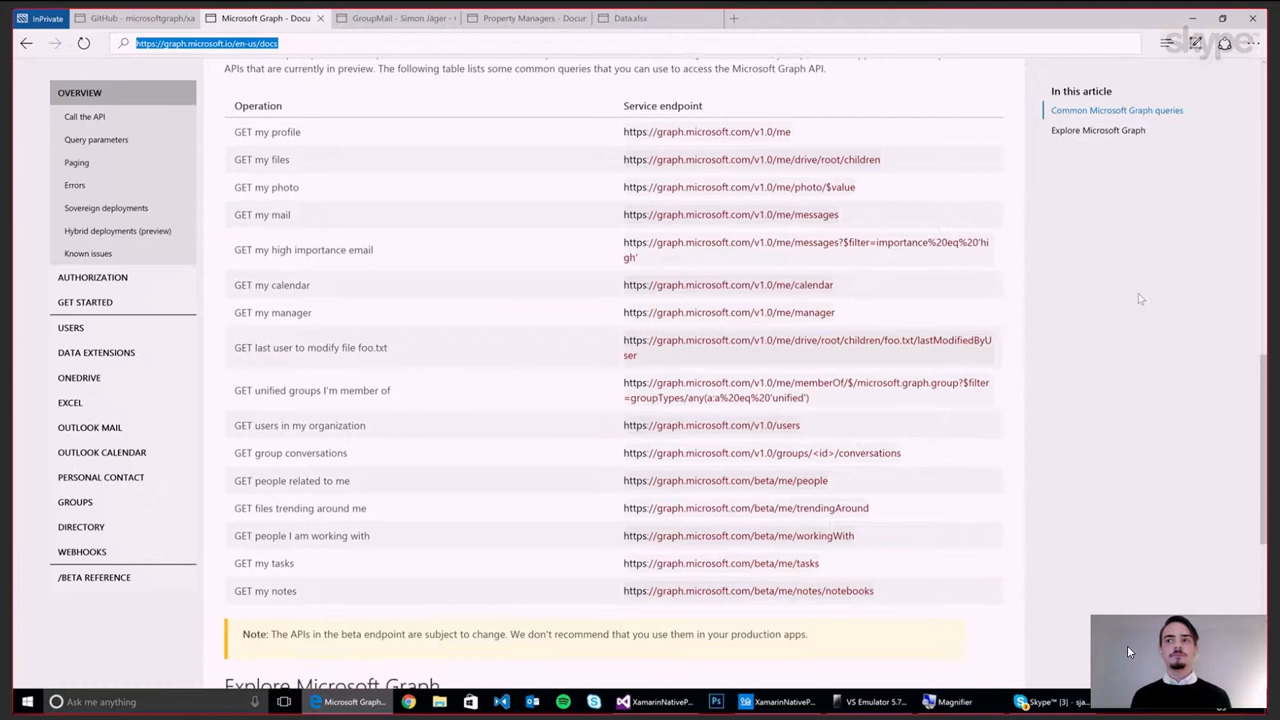 InPrivate
GitHub - microsoftgraph/xa
Microsoft Graph - Docu
GroupMail - Simon Jäger -
Property Managers - Docur
Data.xlsx
https://graph.microsoft.io/en-us/docs
skype
APIs that are currently in preview. The following table lists some common queries that you can use to access the Microsoft Graph API.
OVERVIEW
Call the API
Query parameters
Paging
Errors
Sovereign deployments
Hybrid deployments (preview)
Known issues
AUTHORIZATION
GET STARTED
USERS
DATA EXTENSIONS
ONEDRIVE
EXCEL
OUTLOOK MAIL
OUTLOOK CALENDAR
PERSONAL CONTACT
GROUPS
DIRECTORY
WEBHOOKS
/BETA REFERENCE
Operation Service endpoint
GET my profile https://graph.microsoft.com/v1.0/me
GET my files https://graph.microsoft.com/v1.0/me/drive/root/children
GET my photo https://graph.microsoft.com/v1.0/me/photo/$value
GET my mail https://graph.microsoft.com/v1.0/me/messages
GET my high importance email https://graph.microsoft.com/v1.0/me/messages?$filter=importance%20eq%20'hi
gh'
GET my calendar https://graph.microsoft.com/v1.0/me/calendar
GET my manager https://graph.microsoft.com/v1.0/me/manager
GET last user to modify file foo.txt https://graph.microsoft.com/v1.0/me/drive/root/children/foo.txt/lastModifiedByU
ser
GET unified groups I'm member of https://graph.microsoft.com/v1.0/me/memberOf/$/microsoft.graph.group?$filter
=groupTypes/any(a:a%20eq%20'unified')
GET users in my organization https://graph.microsoft.com/v1.0/users
GET group conversations https://graph.microsoft.com/v1.0/groups/<id>/conversations
GET people related to me https://graph.microsoft.com/beta/me/people
GET files trending around me https://graph.microsoft.com/beta/me/trendingAround
GET people I am working with https://graph.microsoft.com/beta/me/workingWith
GET my tasks https://graph.microsoft.com/beta/me/tasks
GET my notes https://graph.microsoft.com/beta/me/notes/notebooks
Note: The APIs in the beta endpoint are subject to change. We don't recommend that you use them in your production apps.
Explore Microsoft Graph
In this article
Common Microsoft Graph queries
Explore Microsoft Graph
Ask me anything
Microsoft Graph...
XamarinNativeP...
XamarinNativeP...
VS Emulator 5.7...
Magnifier
Skype™ [3] - sja